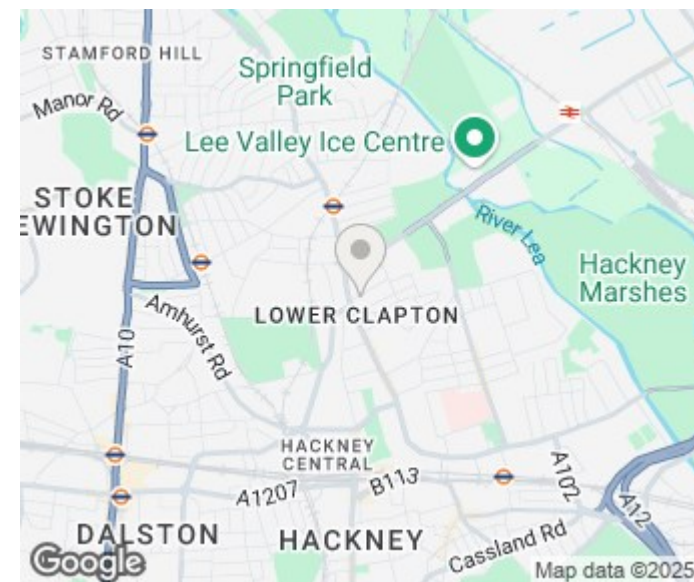 STAMFORD HILL
Springfield
Park
Manor Rd
Lee Valley Ice Centre
STOKE
EWINGTON
River Lea
Hackney
Marshes
LOWER CLAPTON
Amhurst Rd
A10
HACKNEY
CENTRAL
A1207
B113
A102
A12
DALSTON
HACKNEY
Cassland Rd
Google
Map data ©2025